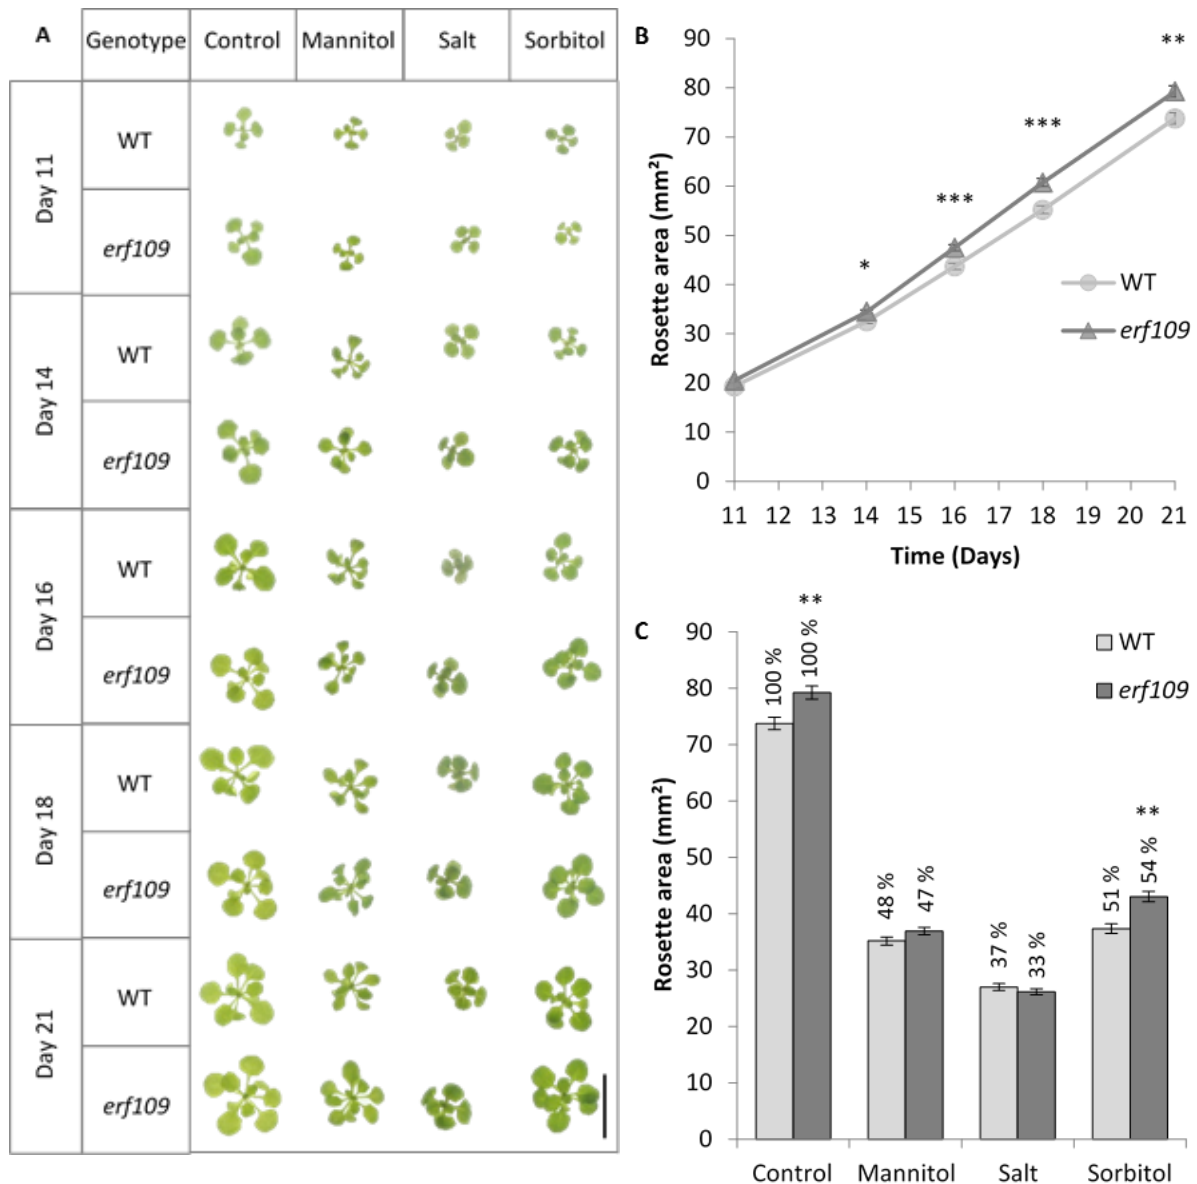 A
Genotype Control Mannitol Salt Sorbitol
Day 11
WT
erf109
Day 14
WT
erf109
Day 16
WT
erf109
Day 18
WT
erf109
Day 21
WT
erf109
B
Rosette area (mm²)
90
80
70
60
50
40
30
20
10
0
* *** *** **
WT
erf109
11 12 13 14 15 16 17 18 19 20 21
Time (Days)
C
Rosette area (mm²)
90
80
70
60
50
40
30
20
10
0
WT
erf109
**
100 % 100 %
48 % 47 %
37 % 33 %
**
51 % 54 %
Control Mannitol Salt Sorbitol